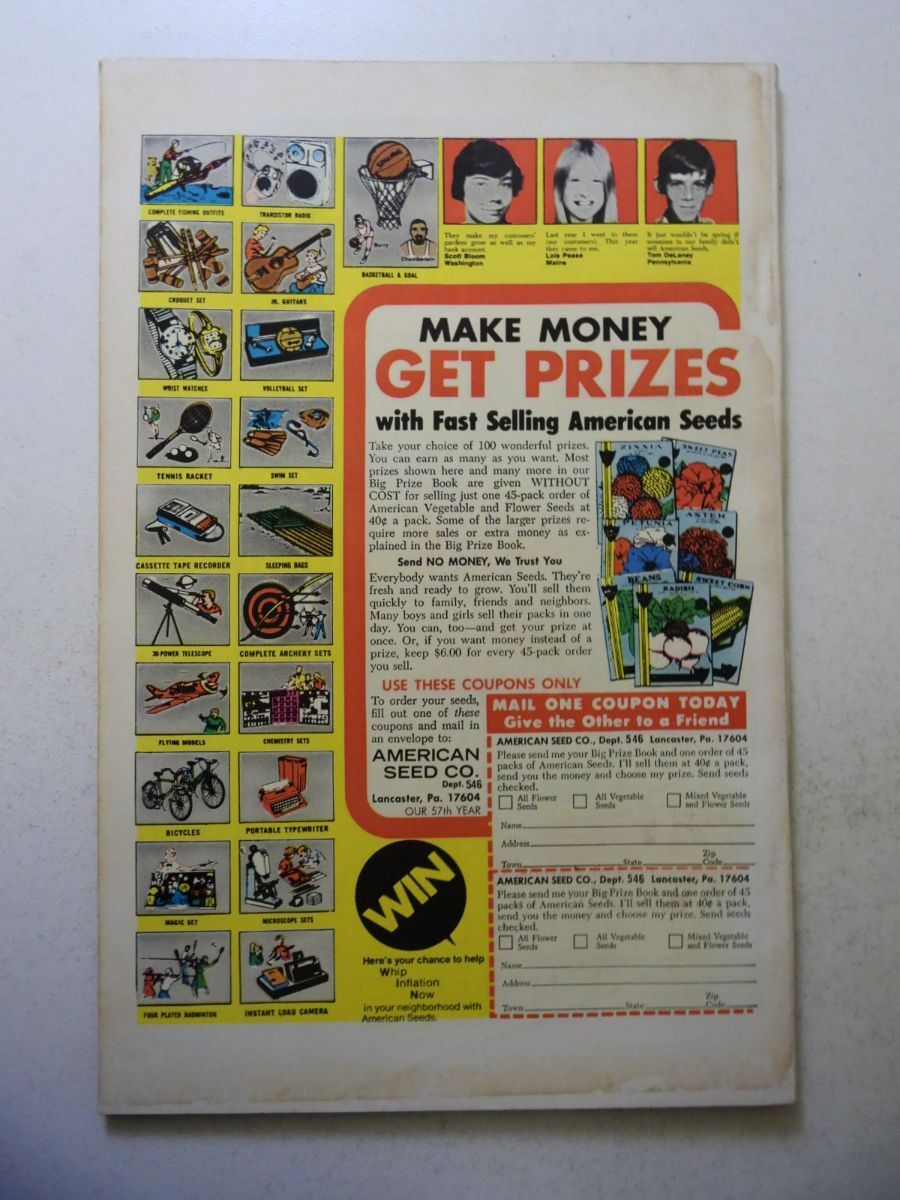 COMPLETE FISHING OUTFITS
TRANSISTOR RADIO
CROQUET SET
JR. GUITARS
WRIST WATCHES
VOLLEYBALL SET
TENNIS RACKET
SWIM SET
CASSETTE TAPE RECORDER
SLEEPING BAGS
30-POWER TELESCOPE
COMPLETE ARCHERY SETS
FLYING MODELS
CHEMISTRY SETS
BICYCLES
PORTABLE TYPEWRITER
MAGIC SET
MICROSCOPE SETS
FOUR PLAYER BADMINTON
INSTANT LOAD CAMERA
SPALDING
Barry
Chamberlain
BASKETBALL & GOAL
They make my customers'
gardens grow as well as my
bank account.
Scott Bloom
Washington
Last year I went to them
(my customers). This year
they came to me.
Lois Pease
Maine
It just wouldn't be spring if
someone in our family didn't
sell American Seeds.
Tom DeLaney
Pennsylvania
MAKE MONEY
GET PRIZES
with Fast Selling American Seeds
Take your choice of 100 wonderful prizes.
You can earn as many as you want. Most
prizes shown here and many more in our
Big Prize Book are given WITHOUT
COST for selling just one 45-pack order of
American Vegetable and Flower Seeds at
40¢ a pack. Some of the larger prizes re-
quire more sales or extra money as ex-
plained in the Big Prize Book.
Send NO MONEY, We Trust You
Everybody wants American Seeds. They're
fresh and ready to grow. You'll sell them
quickly to family, friends and neighbors.
Many boys and girls sell their packs in one
day. You can, too—and get your prize at
once. Or, if you want money instead of a
prize, keep $6.00 for every 45-pack order
you sell.
ZINNIA
SWEET PEAS
PETUNIA
ASTER
BEANS
RADISH
SWEET CORN
USE THESE COUPONS ONLY
To order your seeds,
fill out one of these
coupons and mail in
an envelope to:
AMERICAN
SEED CO.
Dept. 546
Lancaster, Pa. 17604
OUR 57th YEAR
MAIL ONE COUPON TODAY
Give the Other to a Friend
AMERICAN SEED CO., Dept. 546 Lancaster, Pa. 17604
Please send me your Big Prize Book and one order of 45
packs of American Seeds. I'll sell them at 40¢ a pack,
send you the money and choose my prize. Send seeds
checked.
All Flower Seeds All Vegetable Seeds Mixed Vegetable and Flower Seeds
Name
Address
Town State Zip Code
AMERICAN SEED CO., Dept. 546 Lancaster, Pa. 17604
Please send me your Big Prize Book and one order of 45
packs of American Seeds. I'll sell them at 40¢ a pack,
send you the money and choose my prize. Send seeds
checked.
All Flower Seeds All Vegetable Seeds Mixed Vegetable and Flower Seeds
Name
Address
Town State Zip Code
WIN
Here's your chance to help
Whip
Inflation
Now
in your neighborhood with
American Seeds.